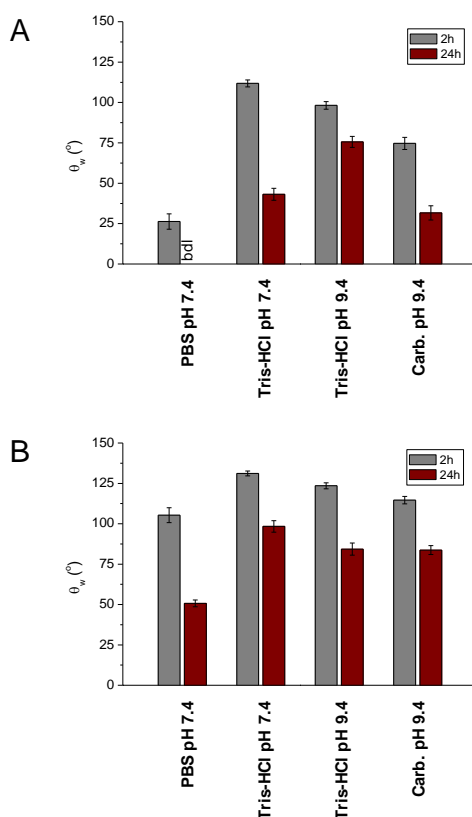 A
150
125
100
75
50
25
0
θw (°)
2h
24h
bdl
PBS pH 7.4
Tris-HCl pH 7.4
Tris-HCl pH 9.4
Carb. pH 9.4
B
150
125
100
75
50
25
0
θw (°)
2h
24h
PBS pH 7.4
Tris-HCl pH 7.4
Tris-HCl pH 9.4
Carb. pH 9.4